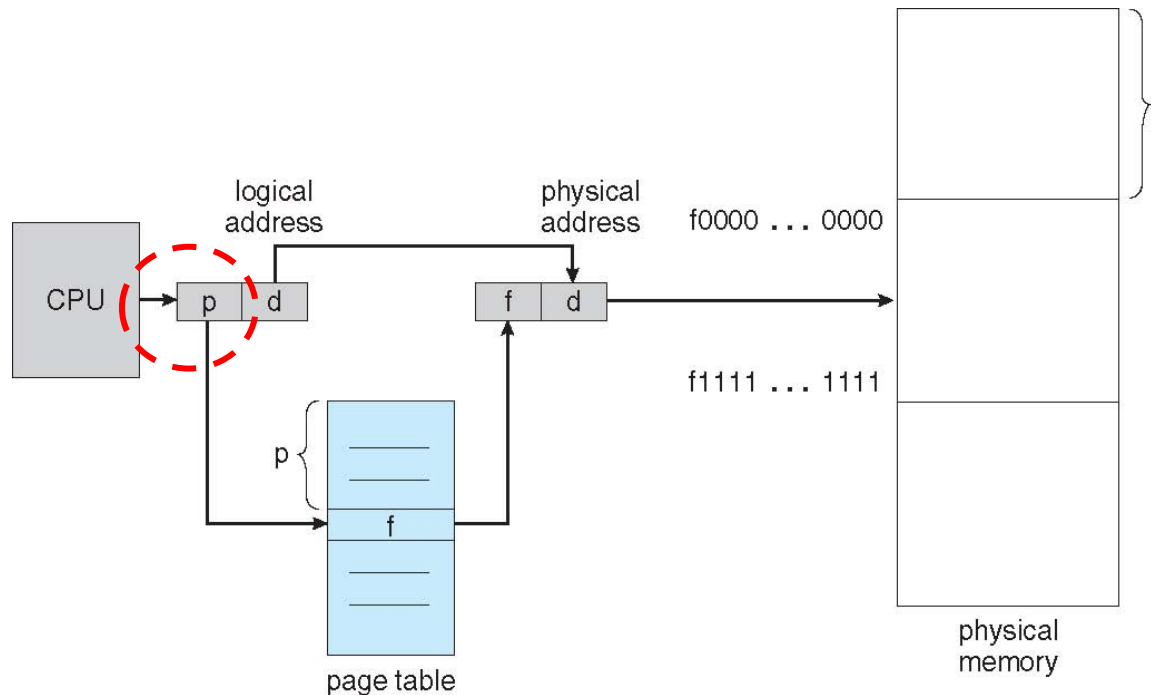 logical
address
physical
address
f0000 ... 0000
CPU
p
d
f
d
f1111 ... 1111
p
f
page table
physical
memory